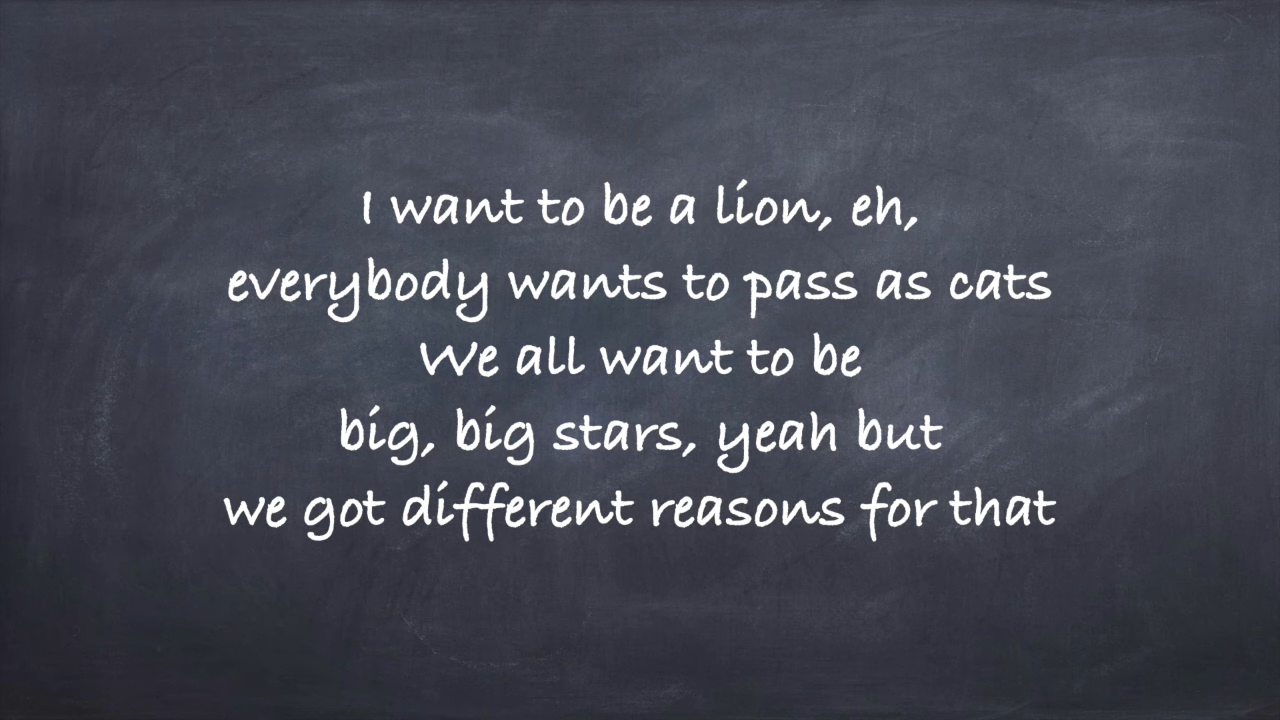 I want to be a lion, eh,
everybody wants to pass as cats
We all want to be
big, big stars, yeah but
we got different reasons for that